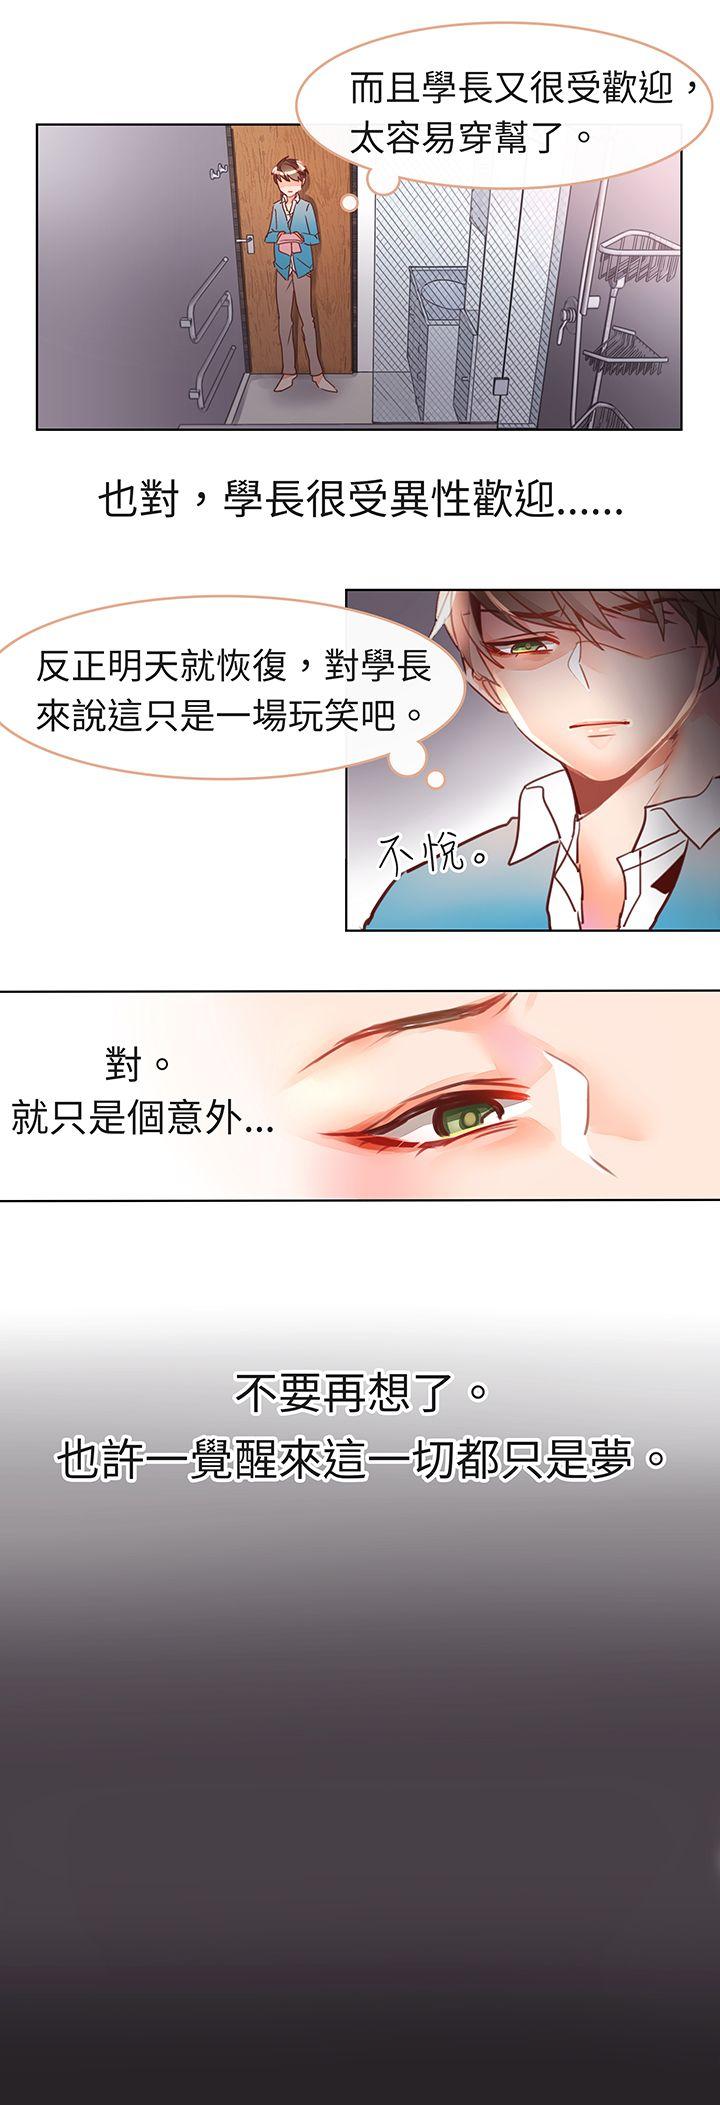 而且學長又很受歡迎，
太容易穿幫了。
也對，學長很受異性歡迎……
反正明天就恢復，對學長
來說這只是一場玩笑吧。
不悅。
對。
就只是個意外…
不要再想了。
也許一覺醒來這一切都只是夢。